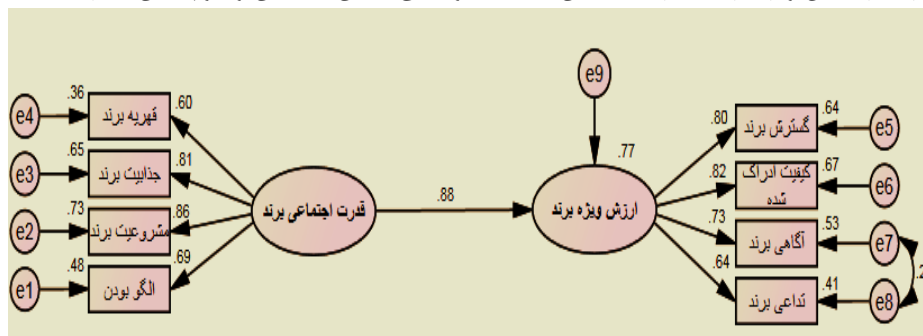 e9
e4
.36
قهریه برند
.60
e3
.65
جذابیت برند
.81
e2
.73
مشروعیت برند
.86
e1
.48
الگو بودن
.69
قدرت اجتماعی برند
.88
ارزش ویژه برند
.77
.80
گسترش برند
.64
e5
.82
کیفیت ادراک
شده
.67
e6
.73
آگاهی برند
.53
e7
.64
تداعی برند
.41
e8